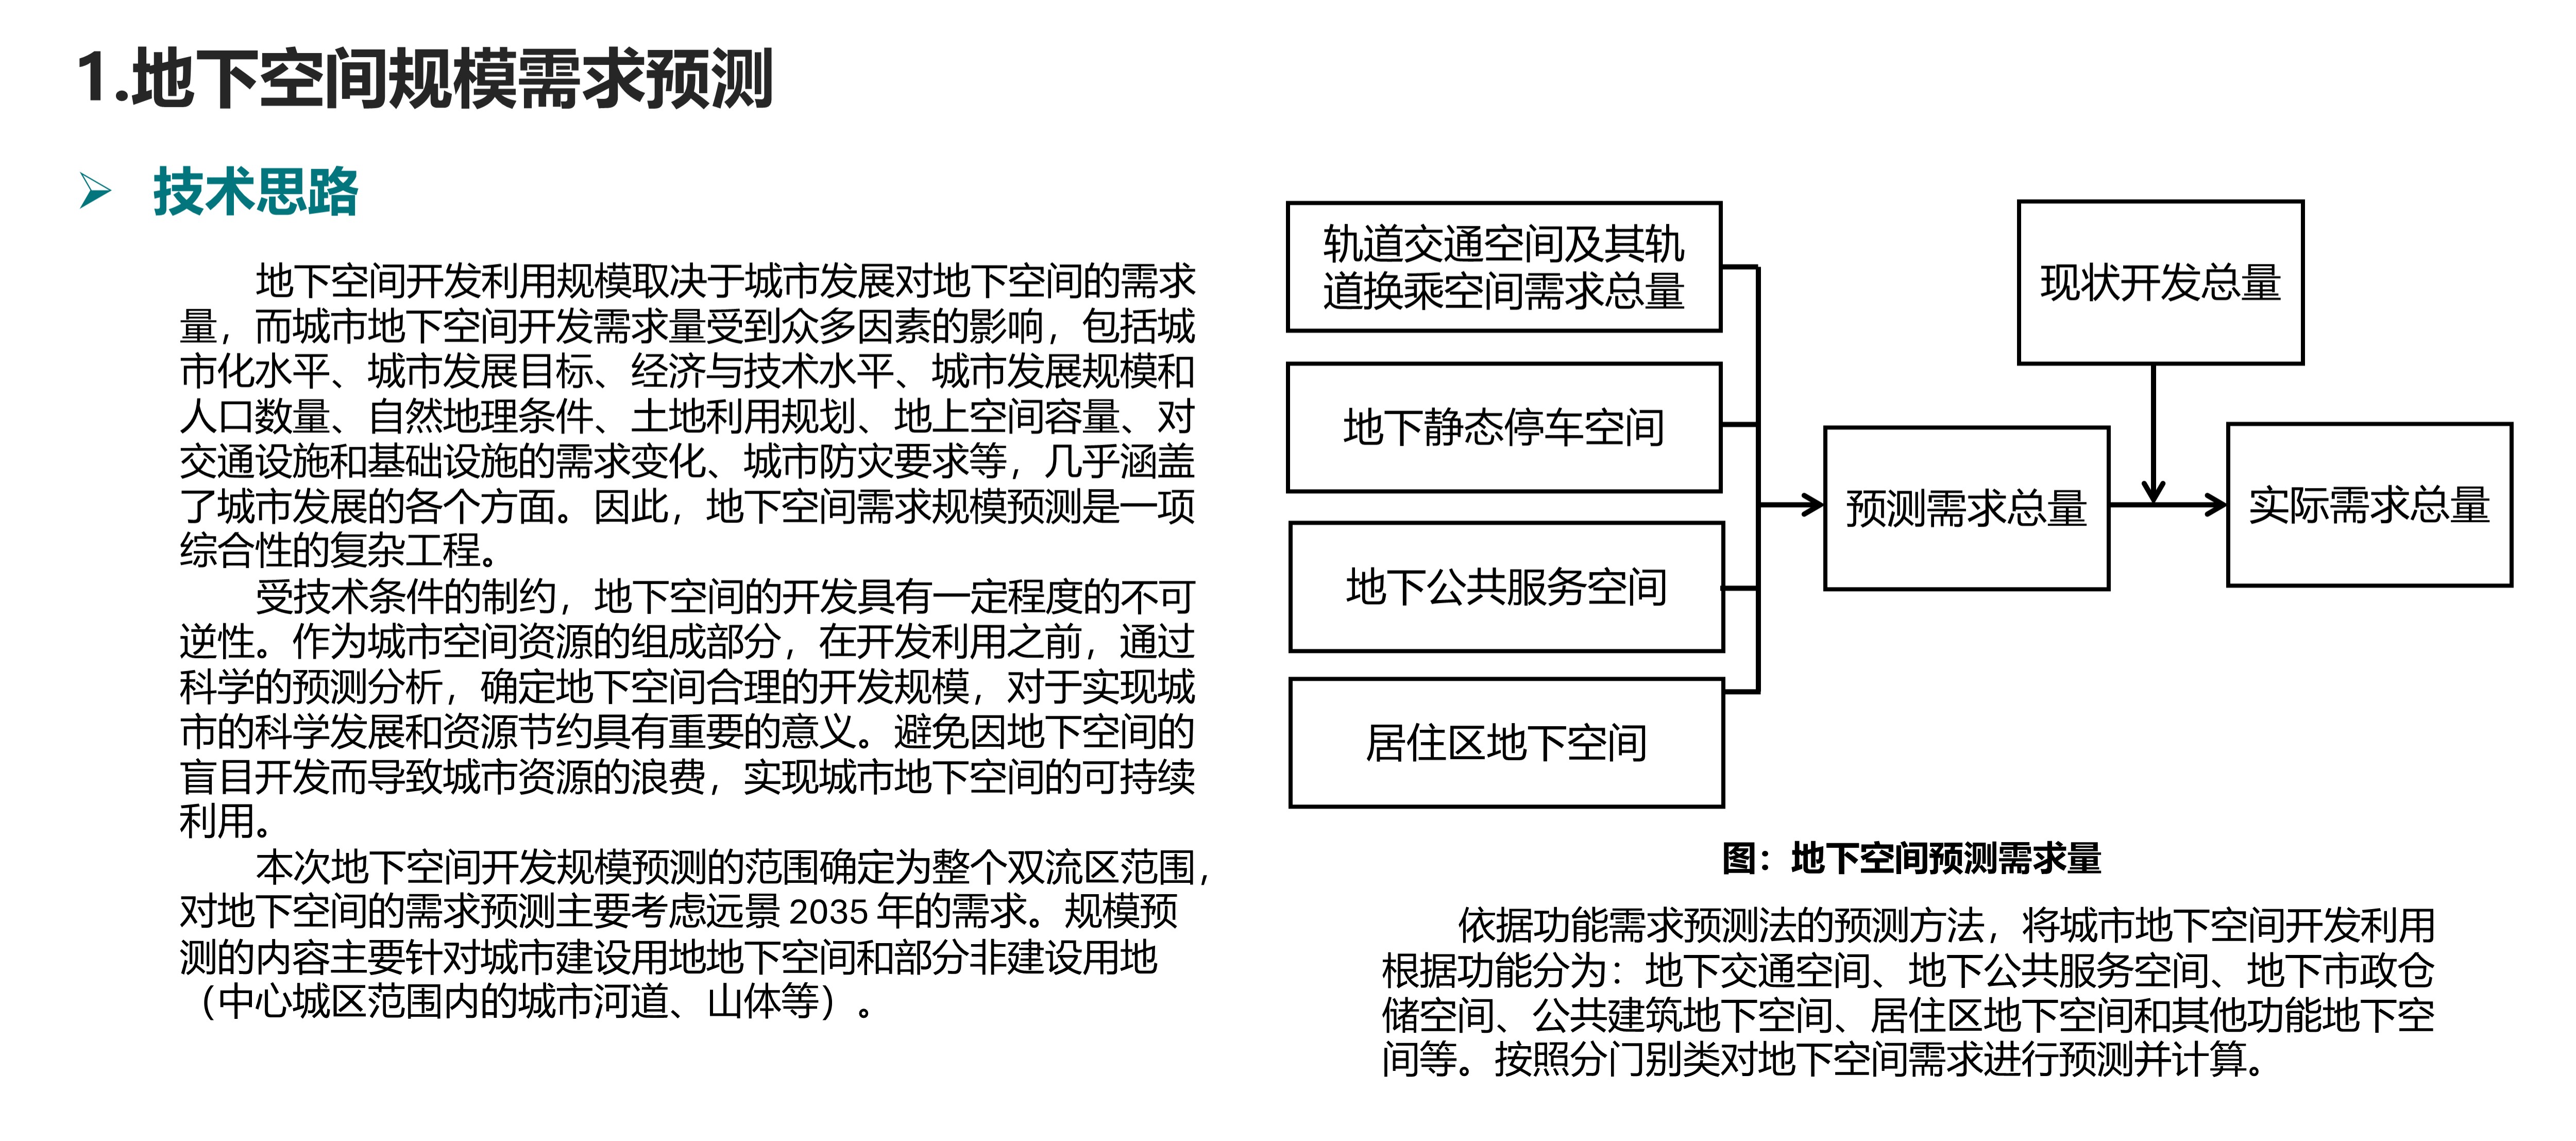 1.地下空间规模需求预测
技术思路
地下空间开发利用规模取决于城市发展对地下空间的需求
量，而城市地下空间开发需求量受到众多因素的影响，包括城
市化水平、城市发展目标、经济与技术水平、城市发展规模和
人口数量、自然地理条件、土地利用规划、地上空间容量、对
交通设施和基础设施的需求变化、城市防灾要求等，几乎涵盖
了城市发展的各个方面。因此，地下空间需求规模预测是一项
综合性的复杂工程。
受技术条件的制约，地下空间的开发具有一定程度的不可
逆性。作为城市空间资源的组成部分，在开发利用之前，通过
科学的预测分析，确定地下空间合理的开发规模，对于实现城
市的科学发展和资源节约具有重要的意义。避免因地下空间的
盲目开发而导致城市资源的浪费，实现城市地下空间的可持续
利用。
本次地下空间开发规模预测的范围确定为整个双流区范围，
对地下空间的需求预测主要考虑远景 2035 年的需求。规模预
测的内容主要针对城市建设用地地下空间和部分非建设用地
（中心城区范围内的城市河道、山体等）。
轨道交通空间及其轨
道换乘空间需求总量
地下静态停车空间
地下公共服务空间
居住区地下空间
预测需求总量
现状开发总量
实际需求总量
图：地下空间预测需求量
依据功能需求预测法的预测方法，将城市地下空间开发利用
根据功能分为：地下交通空间、地下公共服务空间、地下市政仓
储空间、公共建筑地下空间、居住区地下空间和其他功能地下空
间等。按照分门别类对地下空间需求进行预测并计算。